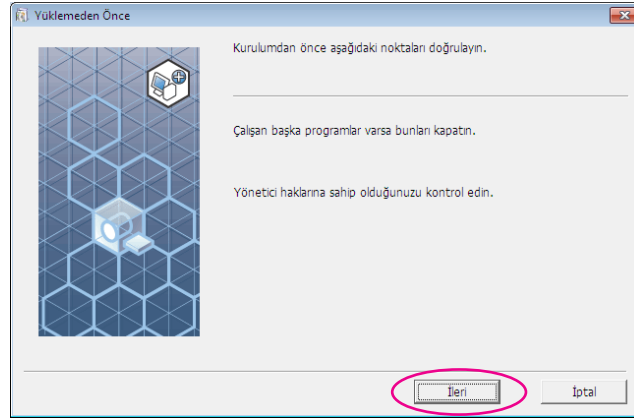 Yüklemeden Önce
Kurulumdan önce aşağıdaki noktaları doğrulayın.
Çalışan başka programlar varsa bunları kapatın.
Yönetici haklarına sahip olduğunuzu kontrol edin.
İleri
İptal